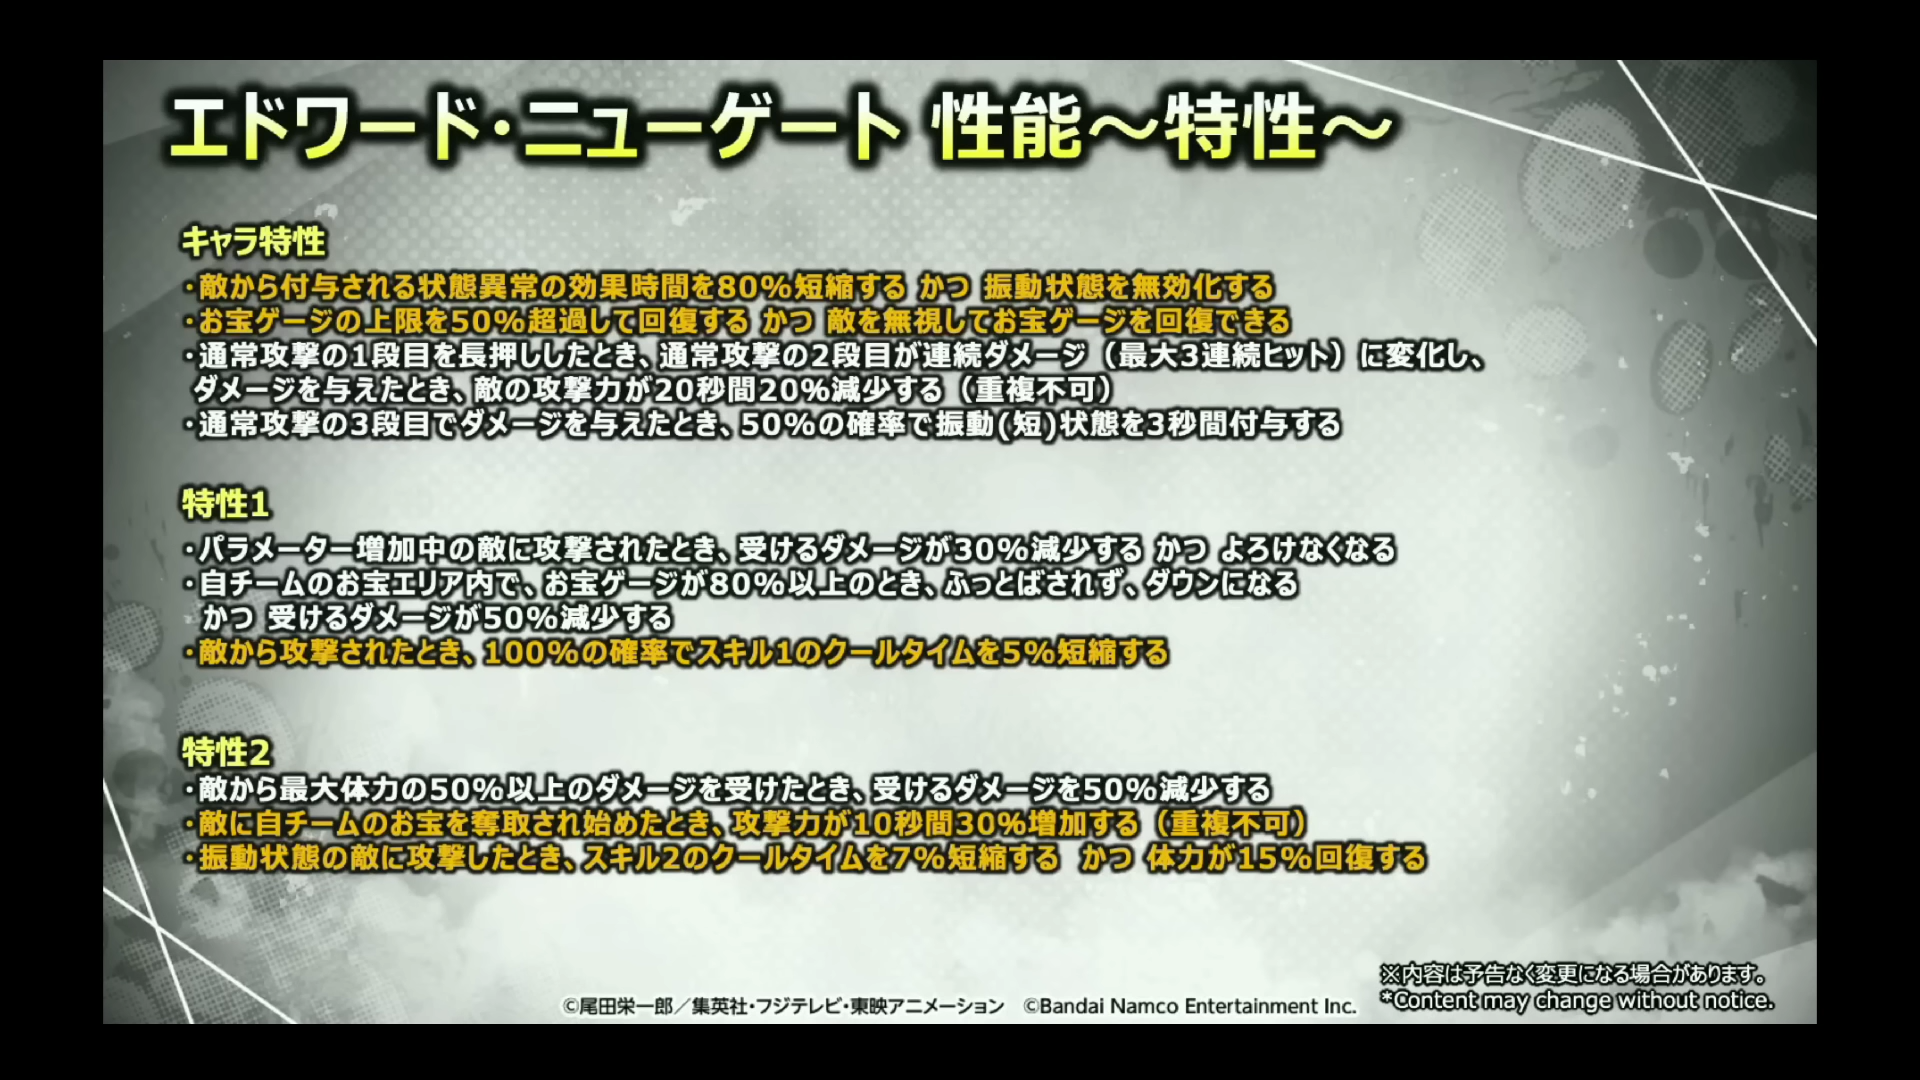 エドワード・ニューゲート 性能～特性～
キャラ特性
・敵から付与される状態異常の効果時間を80%短縮する かつ 振動状態を無効化する
・お宝ゲージの上限を50%超過して回復する かつ 敵を無視してお宝ゲージを回復できる
・通常攻撃の1段目を長押ししたとき、通常攻撃の2段目が連続ダメージ（最大3連続ヒット）に変化し、
ダメージを与えたとき、敵の攻撃力が20秒間20%減少する（重複不可）
・通常攻撃の3段目でダメージを与えたとき、50%の確率で振動(短)状態を3秒間付与する
特性1
・パラメーター増加中の敵に攻撃されたとき、受けるダメージが30%減少する かつ よろけなくなる
・自チームのお宝エリア内で、お宝ゲージが80%以上のとき、ふっとばされず、ダウンになる
かつ 受けるダメージが50%減少する
・敵から攻撃されたとき、100%の確率でスキル1のクールタイムを5%短縮する
特性2
・敵から最大体力の50%以上のダメージを受けたとき、受けるダメージを50%減少する
・敵に自チームのお宝を奪取され始めたとき、攻撃力が10秒間30%増加する（重複不可）
・振動状態の敵に攻撃したとき、スキル2のクールタイムを7%短縮する かつ 体力が15%回復する
※内容は予告なく変更になる場合があります。
*Content may change without notice.
©尾田栄一郎／集英社・フジテレビ・東映アニメーション ©Bandai Namco Entertainment Inc.